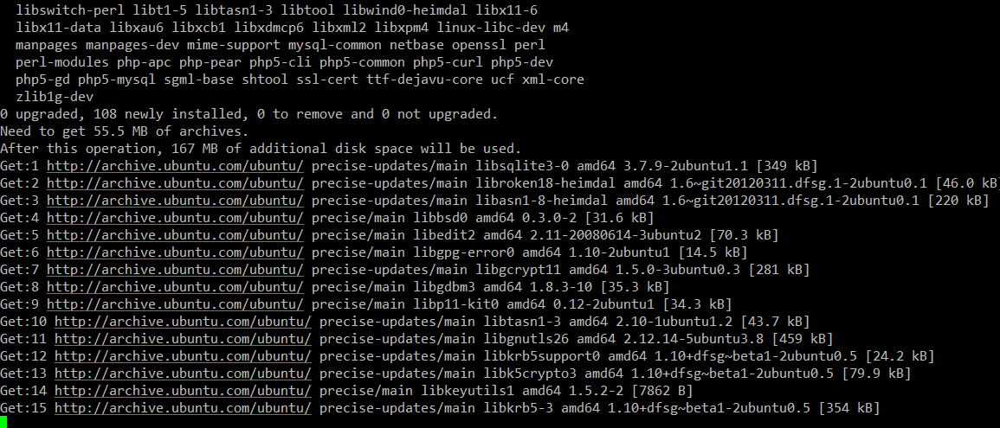 libswitch-perl libt1-5 libtasn1-3 libtool libwind0-heimdal libx11-6
libx11-data libxau6 libxcb1 libxdmcp6 libxml2 libxpm4 linux-libc-dev m4
manpages manpages-dev mime-support mysql-common netbase openssl perl
perl-modules php-apc php-pear php5-cli php5-common php5-curl php5-dev
php5-gd php5-mysql sgml-base shtool ssl-cert ttf-dejavu-core ucf xml-core
zlib1g-dev
0 upgraded, 108 newly installed, 0 to remove and 0 not upgraded.
Need to get 55.5 MB of archives.
After this operation, 167 MB of additional disk space will be used.
Get:1 http://archive.ubuntu.com/ubuntu/ precise-updates/main libsqlite3-0 amd64 3.7.9-2ubuntu1.1 [349 kB]
Get:2 http://archive.ubuntu.com/ubuntu/ precise-updates/main libroken18-heimdal amd64 1.6~git20120311.dfsg.1-2ubuntu0.1 [46.0 kB]
Get:3 http://archive.ubuntu.com/ubuntu/ precise-updates/main libasn1-8-heimdal amd64 1.6~git20120311.dfsg.1-2ubuntu0.1 [220 kB]
Get:4 http://archive.ubuntu.com/ubuntu/ precise/main libbsd0 amd64 0.3.0-2 [31.6 kB]
Get:5 http://archive.ubuntu.com/ubuntu/ precise/main libedit2 amd64 2.11-20080614-3ubuntu2 [70.3 kB]
Get:6 http://archive.ubuntu.com/ubuntu/ precise/main libgpg-error0 amd64 1.10-2ubuntu1 [14.5 kB]
Get:7 http://archive.ubuntu.com/ubuntu/ precise-updates/main libgcrypt11 amd64 1.5.0-3ubuntu0.3 [281 kB]
Get:8 http://archive.ubuntu.com/ubuntu/ precise/main libgdbm3 amd64 1.8.3-10 [35.3 kB]
Get:9 http://archive.ubuntu.com/ubuntu/ precise/main libp11-kit0 amd64 0.12-2ubuntu1 [34.3 kB]
Get:10 http://archive.ubuntu.com/ubuntu/ precise-updates/main libtasn1-3 amd64 2.10-1ubuntu1.2 [43.7 kB]
Get:11 http://archive.ubuntu.com/ubuntu/ precise-updates/main libgnutls26 amd64 2.12.14-5ubuntu3.8 [459 kB]
Get:12 http://archive.ubuntu.com/ubuntu/ precise-updates/main libkrb5support0 amd64 1.10+dfsg~beta1-2ubuntu0.5 [24.2 kB]
Get:13 http://archive.ubuntu.com/ubuntu/ precise-updates/main libk5crypto3 amd64 1.10+dfsg~beta1-2ubuntu0.5 [79.9 kB]
Get:14 http://archive.ubuntu.com/ubuntu/ precise/main libkeyutils1 amd64 1.5.2-2 [7862 B]
Get:15 http://archive.ubuntu.com/ubuntu/ precise-updates/main libkrb5-3 amd64 1.10+dfsg~beta1-2ubuntu0.5 [354 kB]